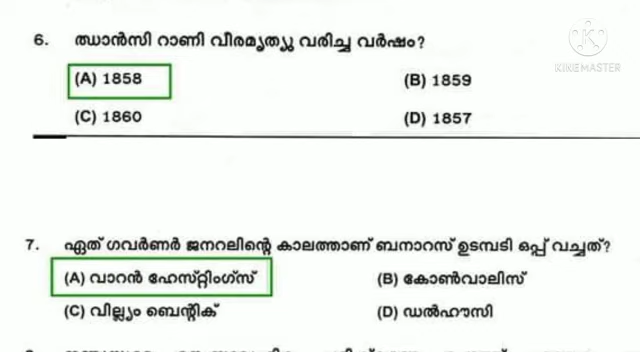 KINEMASTER
6. ഝാൻസി റാണി വീരമൃത്യു വരിച്ച വർഷം?
(A) 1858 (B) 1859
(C) 1860 (D) 1857
7. ഏത് ഗവർണർ ജനറലിന്റെ കാലത്താണ് ബനാറസ് ഉടമ്പടി ഒപ്പ് വച്ചത്?
(A) വാറൻ ഹേസ്റ്റിംഗ്സ് (B) കോൺവാലിസ്
(C) വില്ല്യം ബെന്റിക് (D) ഡൽഹൗസി